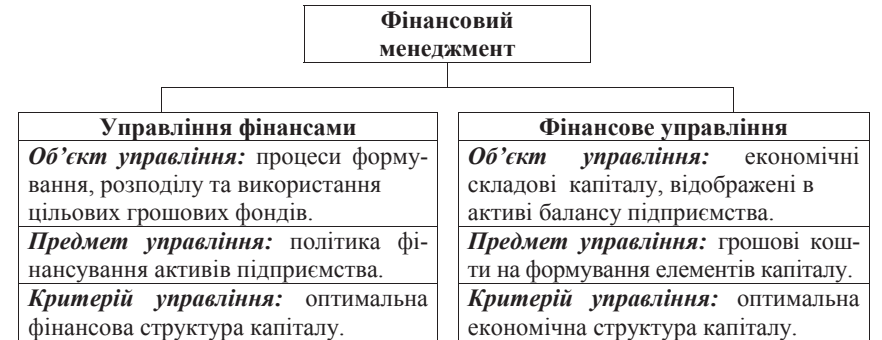 Фінансовий
менеджмент
Управління фінансами
Об’єкт управління: процеси форму-
вання, розподілу та використання
цільових грошових фондів.
Предмет управління: політика фі-
нансування активів підприємства.
Критерій управління: оптимальна
фінансова структура капіталу.
Фінансове управління
Об’єкт управління: економічні
складові капіталу, відображені в
активі балансу підприємства.
Предмет управління: грошові кош-
ти на формування елементів капіталу.
Критерій управління: оптимальна
економічна структура капіталу.